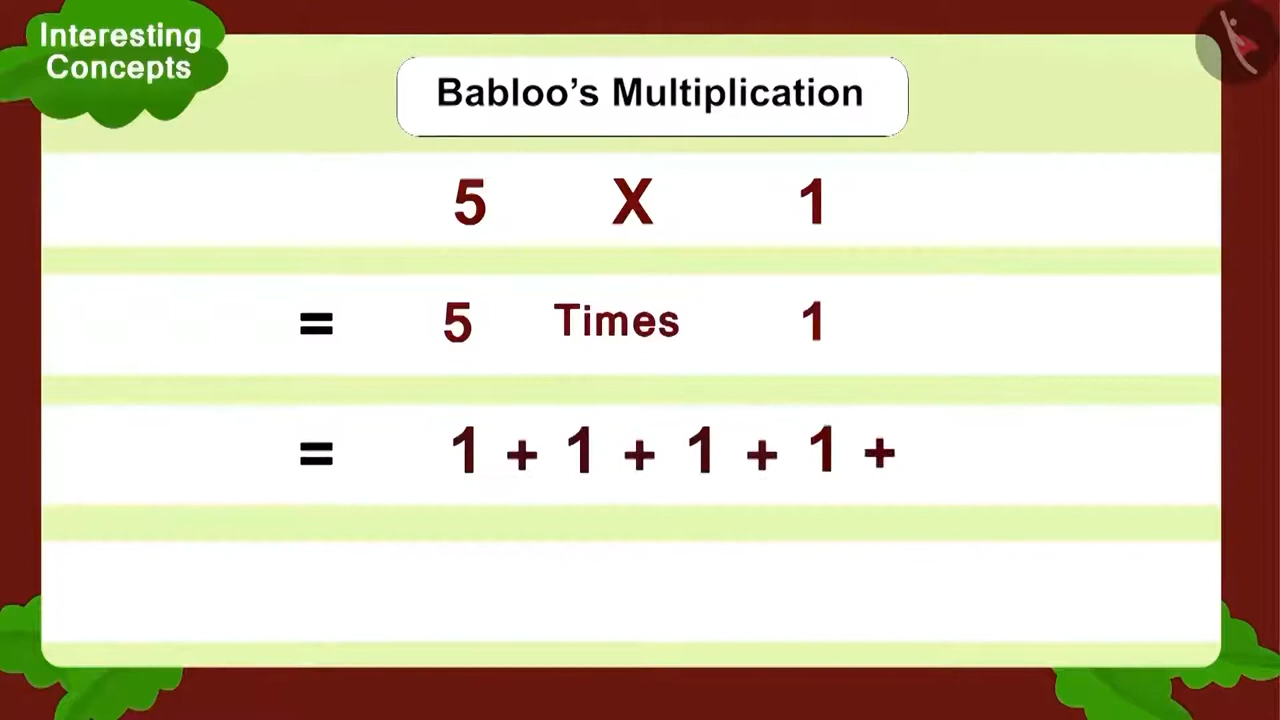 Interesting
Concepts
Babloo’s Multiplication
5 X 1
= 5 Times 1
= 1 + 1 + 1 + 1 +